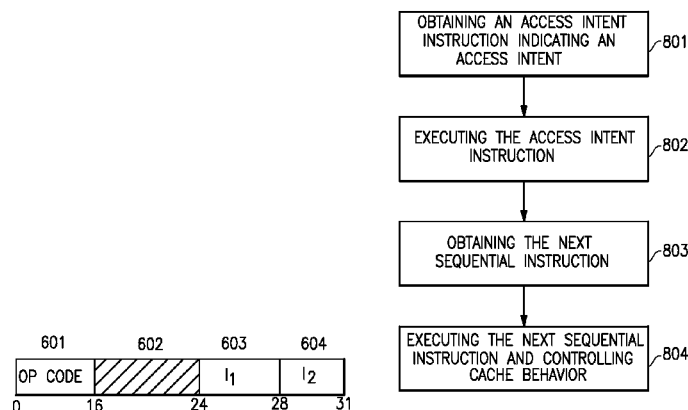 OBTAINING AN ACCESS INTENT
INSTRUCTION INDICATING AN
ACCESS INTENT
801
EXECUTING THE ACCESS INTENT
INSTRUCTION
802
OBTAINING THE NEXT
SEQUENTIAL INSTRUCTION
803
EXECUTING THE NEXT SEQUENTIAL
INSTRUCTION AND CONTROLLING
CACHE BEHAVIOR
804
601 602 603 604
OP CODE I1 I2
0 16 24 28 31